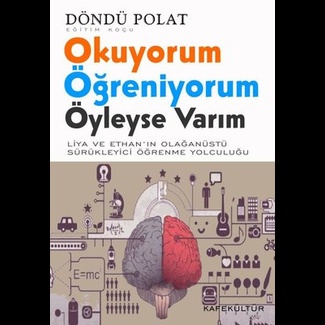 DÖNDÜ POLAT
EĞİTİM KOÇU
Okuyorum
Öğreniyorum
Öyleyse Varım
LİYA VE ETHAN'IN OLAĞANÜSTÜ
SÜRÜKLEYİCİ ÖĞRENME YOLCULUĞU
E=mc²
KAFEKÜLTÜR